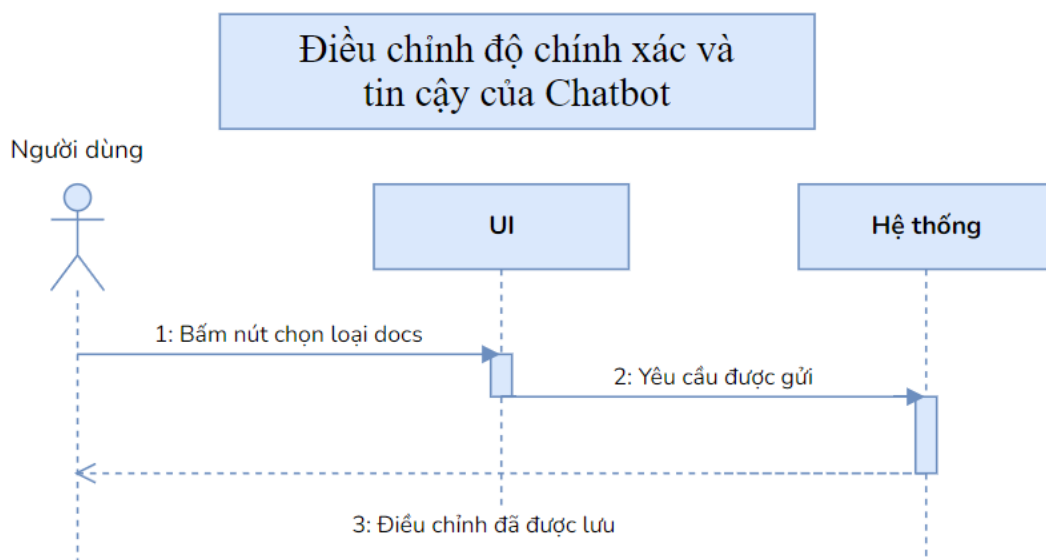 Điều chỉnh độ chính xác và
tin cậy của Chatbot
Người dùng
UI
Hệ thống
1: Bấm nút chọn loại docs
2: Yêu cầu được gửi
3: Điều chỉnh đã được lưu